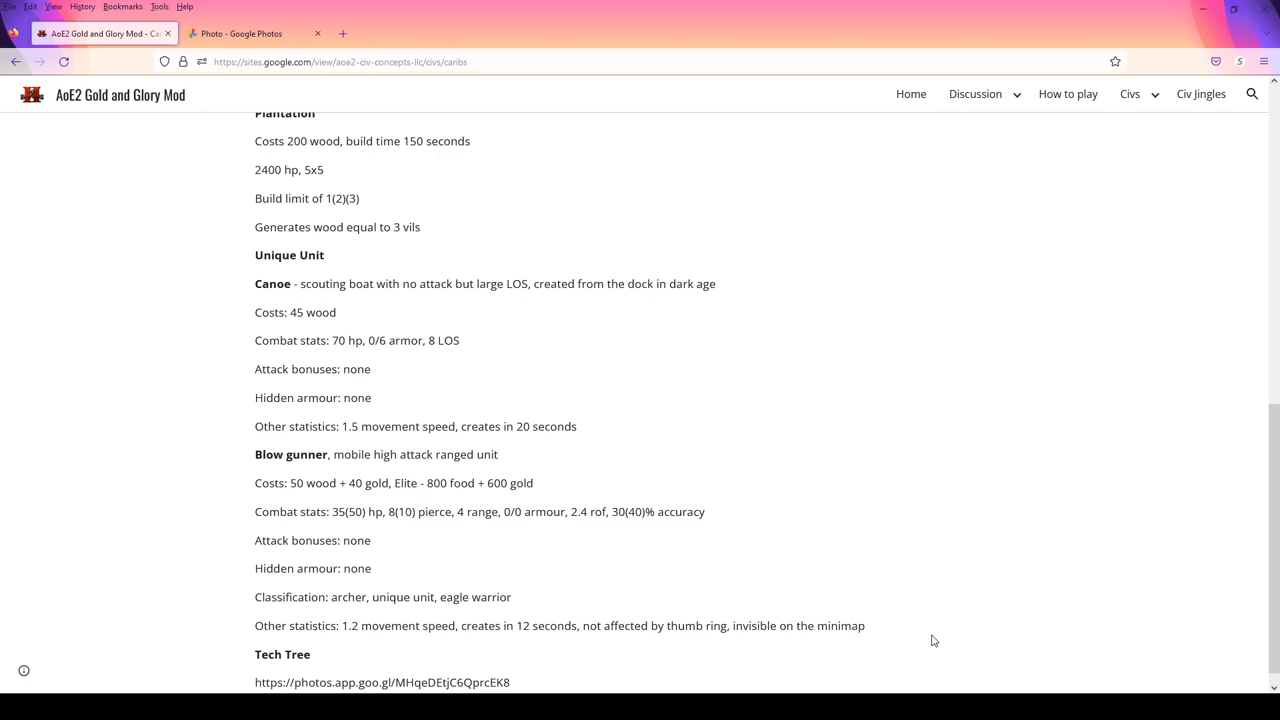 File Edit View History Bookmarks Tools Help
AoE2 Gold and Glory Mod - Ca
Photo - Google Photos
https://sites.google.com/view/aoe2-civ-concepts-llc/civs/caribs
AoE2 Gold and Glory Mod
Home Discussion How to play Civs Civ Jingles
Plantation
Costs 200 wood, build time 150 seconds
2400 hp, 5x5
Build limit of 1(2)(3)
Generates wood equal to 3 vils
Unique Unit
Canoe - scouting boat with no attack but large LOS, created from the dock in dark age
Costs: 45 wood
Combat stats: 70 hp, 0/6 armor, 8 LOS
Attack bonuses: none
Hidden armour: none
Other statistics: 1.5 movement speed, creates in 20 seconds
Blow gunner, mobile high attack ranged unit
Costs: 50 wood + 40 gold, Elite - 800 food + 600 gold
Combat stats: 35(50) hp, 8(10) pierce, 4 range, 0/0 armour, 2.4 rof, 30(40)% accuracy
Attack bonuses: none
Hidden armour: none
Classification: archer, unique unit, eagle warrior
Other statistics: 1.2 movement speed, creates in 12 seconds, not affected by thumb ring, invisible on the minimap
Tech Tree
https://photos.app.goo.gl/MHqeDEtjC6QprcEK8